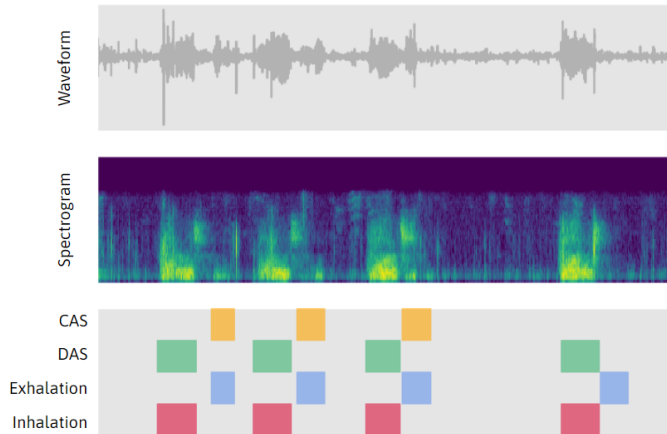 Waveform
Spectrogram
CAS
DAS
Exhalation
Inhalation